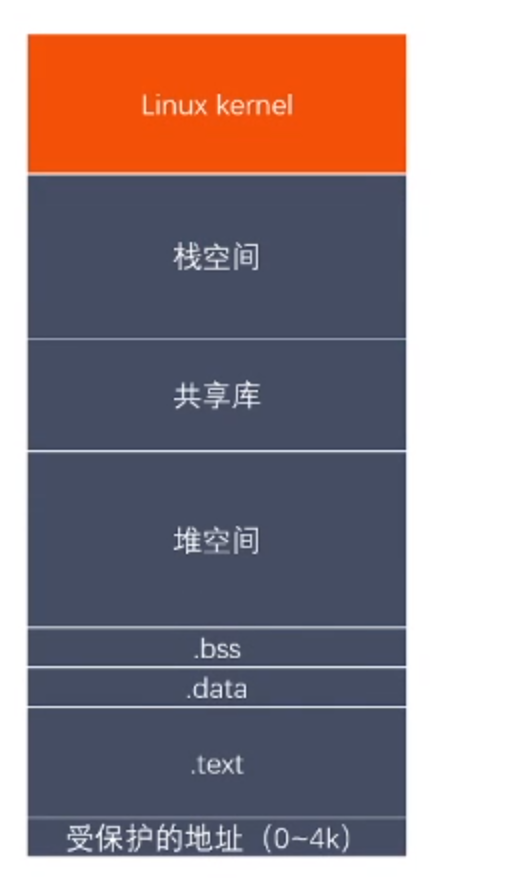 Linux kernel
栈空间
共享库
堆空间
.bss
.data
.text
受保护的地址（0~4k）